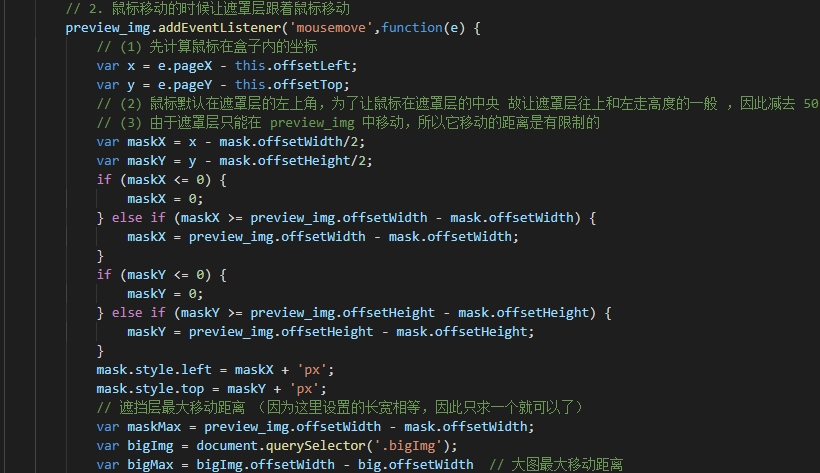 // 2. 鼠标移动的时候让遮罩层跟着鼠标移动
preview_img.addEventListener('mousemove',function(e) {
// (1) 先计算鼠标在盒子内的坐标
var x = e.pageX - this.offsetLeft;
var y = e.pageY - this.offsetTop;
// (2) 鼠标默认在遮罩层的左上角，为了让鼠标在遮罩层的中央 故让遮罩层往上和左走高度的一般 ，因此减去 50
// (3) 由于遮罩层只能在 preview_img 中移动，所以它移动的距离是有限制的
var maskX = x - mask.offsetWidth/2;
var maskY = y - mask.offsetHeight/2;
if (maskX <= 0) {
maskX = 0;
} else if (maskX >= preview_img.offsetWidth - mask.offsetWidth) {
maskX = preview_img.offsetWidth - mask.offsetWidth;
}
if (maskY <= 0) {
maskY = 0;
} else if (maskY >= preview_img.offsetHeight - mask.offsetHeight) {
maskY = preview_img.offsetHeight - mask.offsetHeight;
}
mask.style.left = maskX + 'px';
mask.style.top = maskY + 'px';
// 遮挡层最大移动距离 （因为这里设置的长宽相等，因此只求一个就可以了）
var maskMax = preview_img.offsetWidth - mask.offsetWidth;
var bigImg = document.querySelector('.bigImg');
var bigMax = bigImg.offsetWidth - big.offsetWidth // 大图最大移动距离